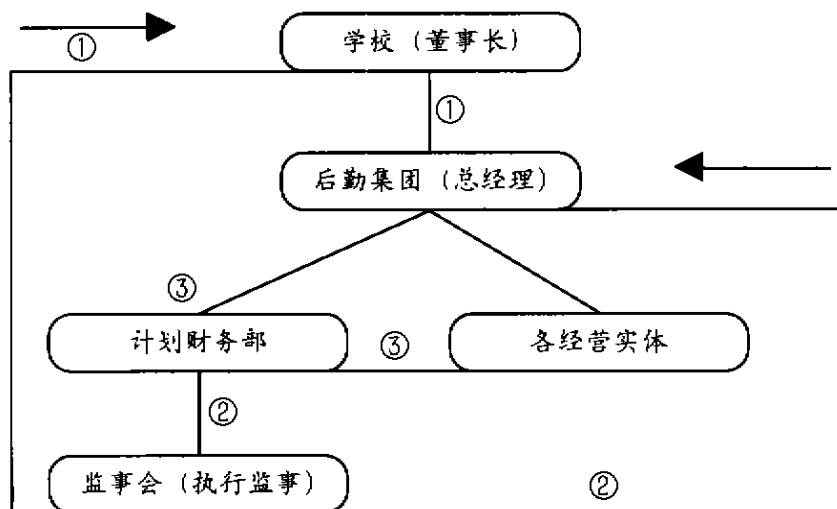 ①
学校（董事长）
①
后勤集团（总经理）
③
计划财务部
③
各经营实体
②
监事会（执行监事）
②